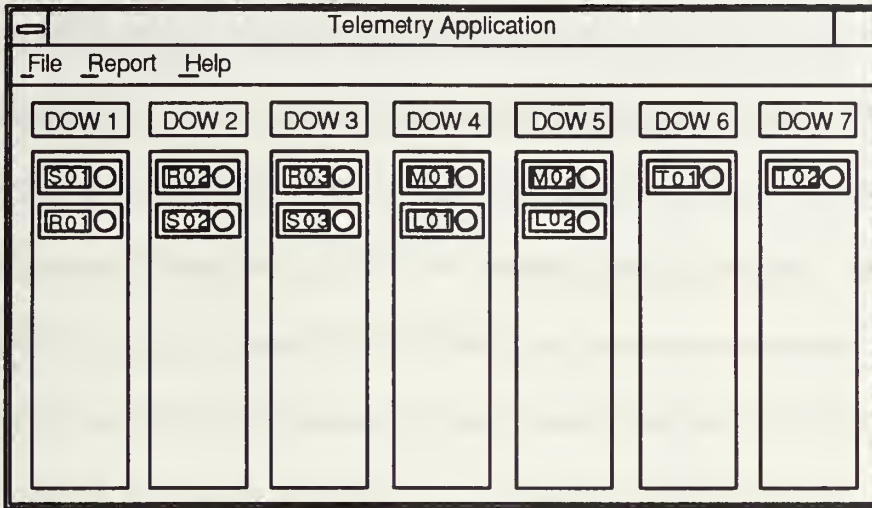 Telemetry Application
File Report Help
DOW 1 DOW 2 DOW 3 DOW 4 DOW 5 DOW 6 DOW 7
S01 R02 R03 M01 M02 T01 T02
R01 S02 S03 L01 L02